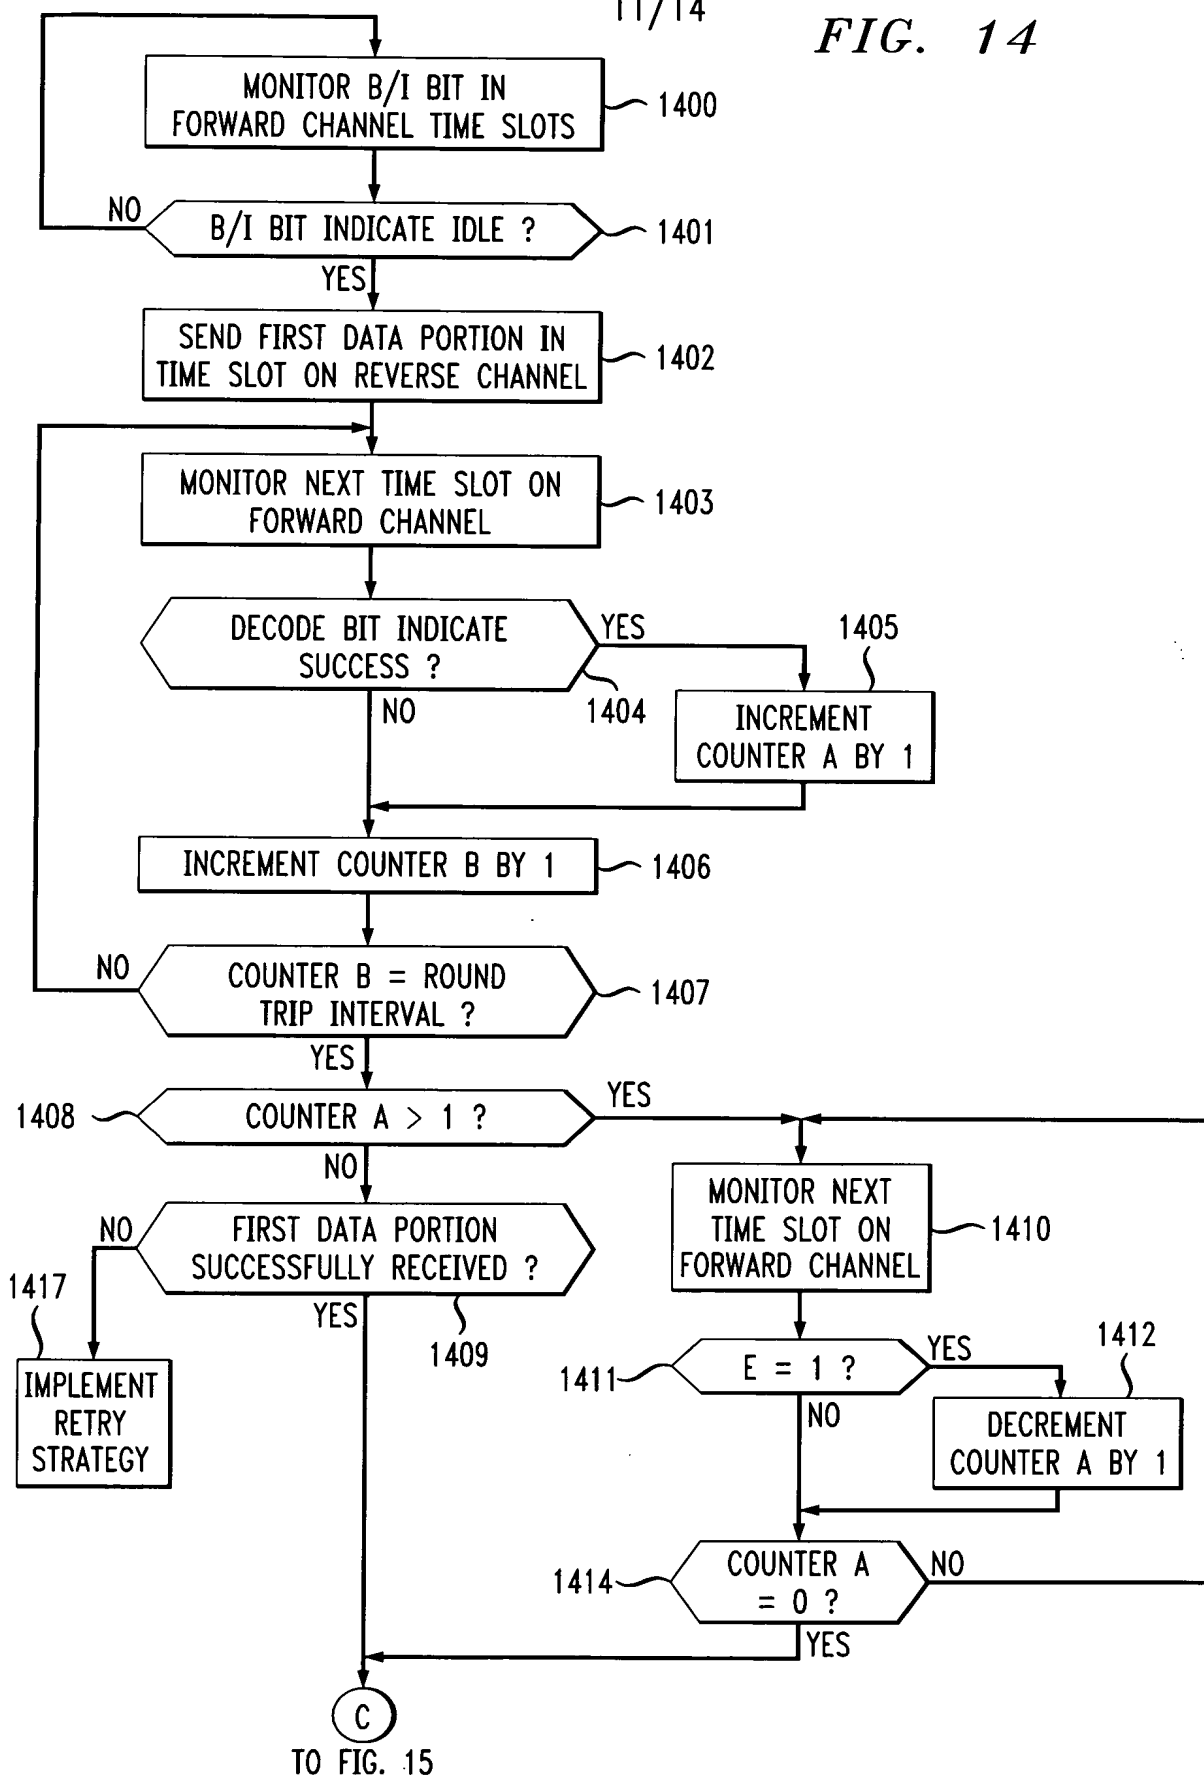 11/14
FIG. 14
MONITOR B/I BIT IN
FORWARD CHANNEL TIME SLOTS
1400
NO
B/I BIT INDICATE IDLE ?
1401
YES
SEND FIRST DATA PORTION IN
TIME SLOT ON REVERSE CHANNEL
1402
MONITOR NEXT TIME SLOT ON
FORWARD CHANNEL
1403
DECODE BIT INDICATE
SUCCESS ?
YES
1404
NO
1405
INCREMENT
COUNTER A BY 1
INCREMENT COUNTER B BY 1
1406
NO
COUNTER B = ROUND
TRIP INTERVAL ?
1407
YES
1408
COUNTER A > 1 ?
YES
NO
NO
FIRST DATA PORTION
SUCCESSFULLY RECEIVED ?
YES
1409
1417
IMPLEMENT
RETRY
STRATEGY
MONITOR NEXT
TIME SLOT ON
FORWARD CHANNEL
1410
1411
E = 1 ?
YES
NO
1412
DECREMENT
COUNTER A BY 1
1414
COUNTER A
= 0 ?
NO
YES
C
TO FIG. 15